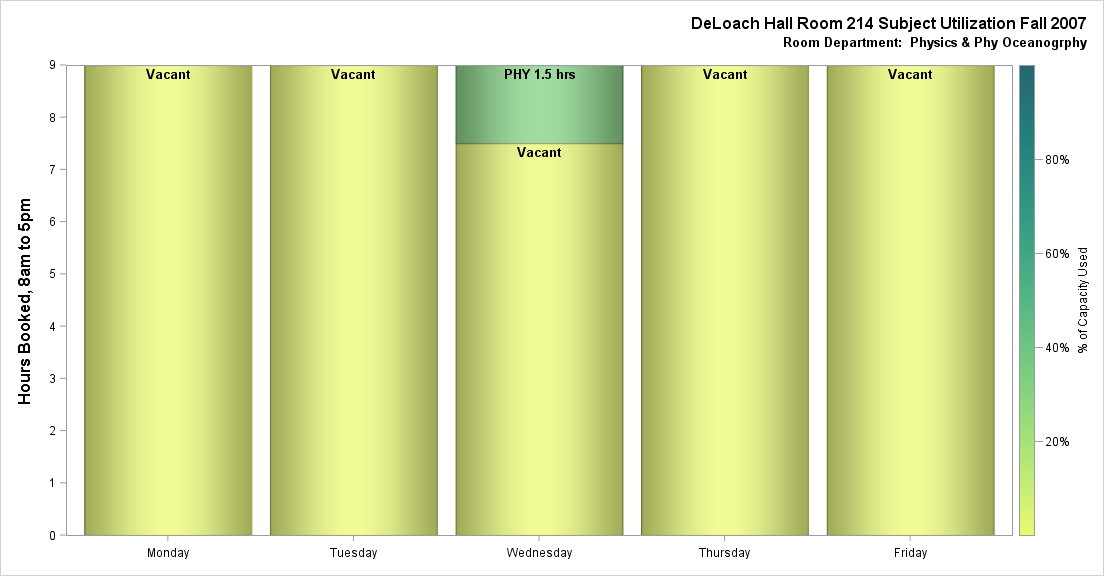 DeLoach Hall Room 214 Subject Utilization Fall 2007
Room Department:  Physics & Phy Oceanogrphy
Hours Booked, 8am to 5pm
9
8
7
6
5
4
3
2
1
0
Vacant
Vacant
PHY 1.5 hrs
Vacant
Vacant
Vacant
Monday
Tuesday
Wednesday
Thursday
Friday
80%
60%
40%
20%
% of Capacity Used